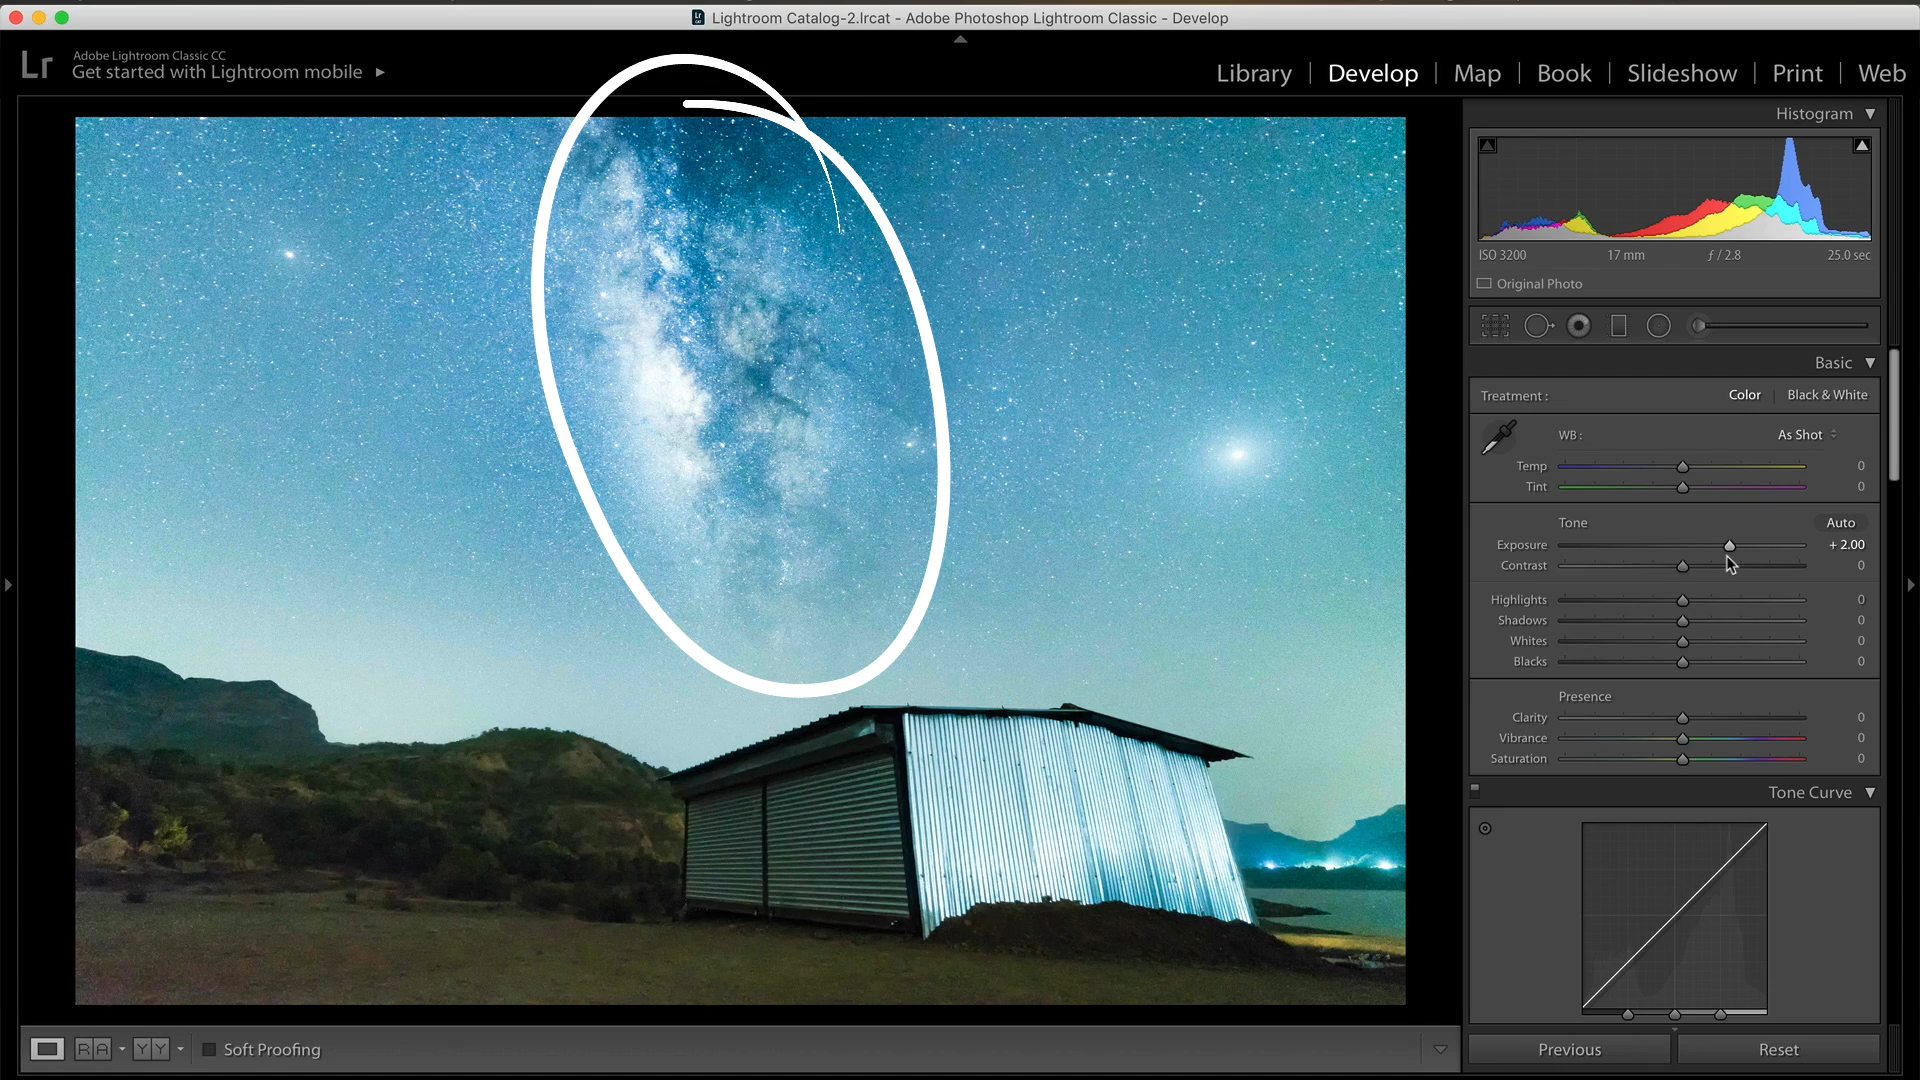 Lightroom Catalog-2.lrcat - Adobe Photoshop Lightroom Classic - Develop
Lr
Adobe Lightroom Classic CC
Get started with Lightroom mobile
Library | Develop | Map | Book | Slideshow | Print | Web
Histogram
ISO 3200 17 mm ƒ / 2.8 25.0 sec
Original Photo
Basic
Treatment : Color | Black & White
WB : As Shot
Temp 0
Tint 0
Tone Auto
Exposure + 2.00
Contrast 0
Highlights 0
Shadows 0
Whites 0
Blacks 0
Presence
Clarity 0
Vibrance 0
Saturation 0
Tone Curve
R A Y Y Soft Proofing
Previous Reset